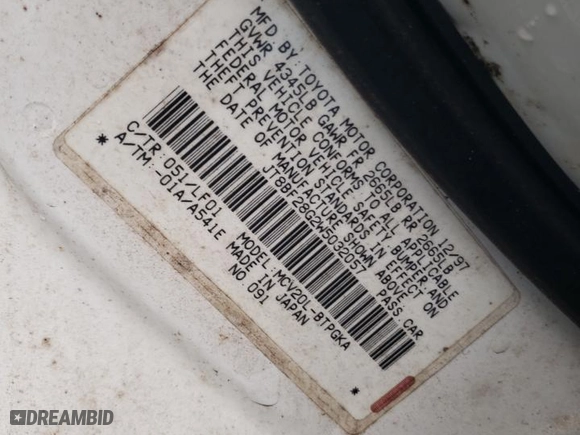 MFD BY: TOYOTA MOTOR CORPORATION 12/97
GVWR 4345LB GAWR FR 2665LB RR 2665LB
THIS VEHICLE CONFORMS TO ALL APPLICABLE
FEDERAL MOTOR VEHICLE SAFETY BUMPER AND
THEFT PREVENTION STANDARDS IN EFFECT ON
THE DATE OF MANUFACTURE SHOWN ABOVE
JT8BF28G2W5032057 PASS.CAR
C/TR:051/LF01 MODEL:MCV20L-BTPGKA
A/TM -01A/A541E MADE IN JAPAN
NO 091
DREAMBID